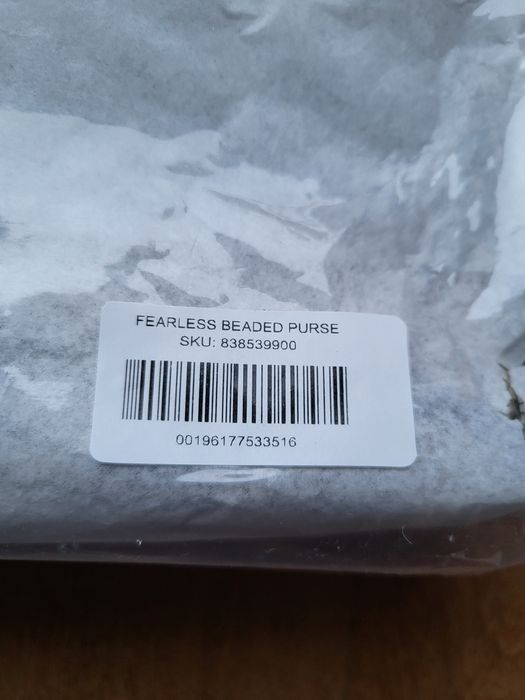 FEARLESS BEADED PURSE
SKU: 838539900
00196177533516